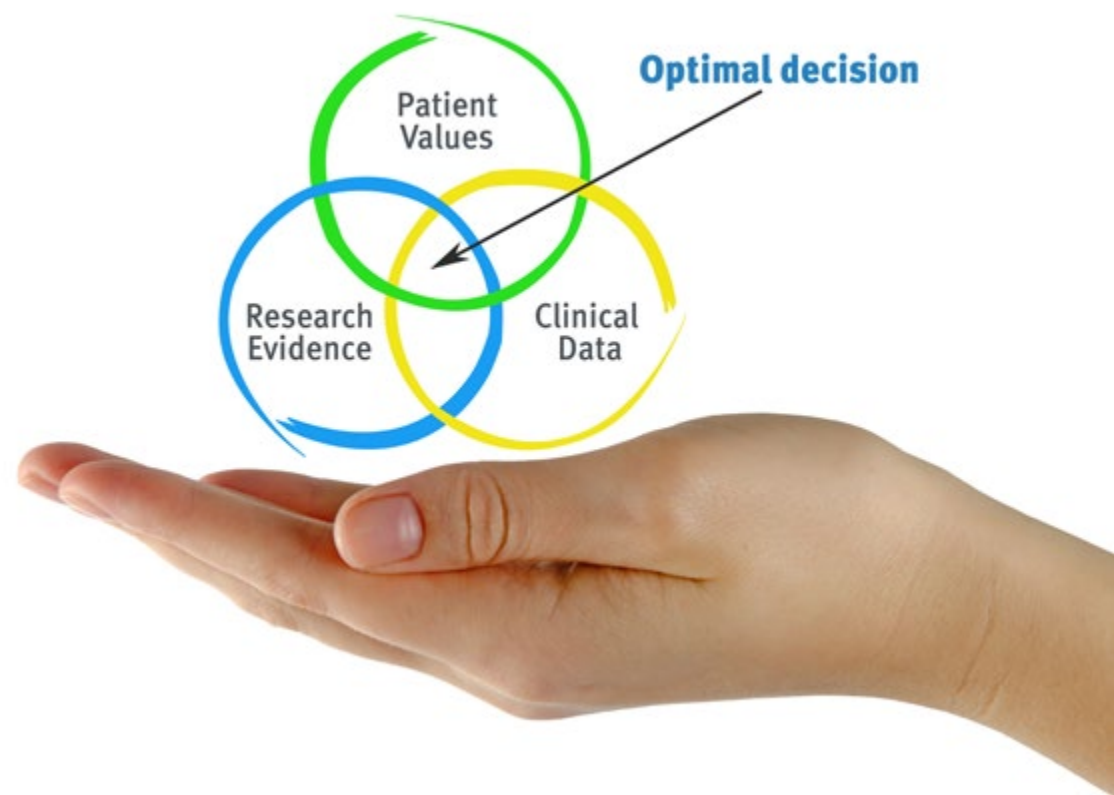 Optimal decision
Patient
Values
Research
Evidence
Clinical
Data